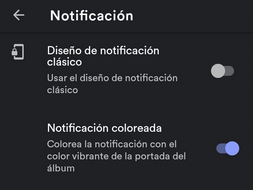 Notificación
Diseño de notificación
clásico
Usar el diseño de notificación
clásico
Notificación coloreada
Colorea la notificación con el
color vibrante de la portada del
álbum